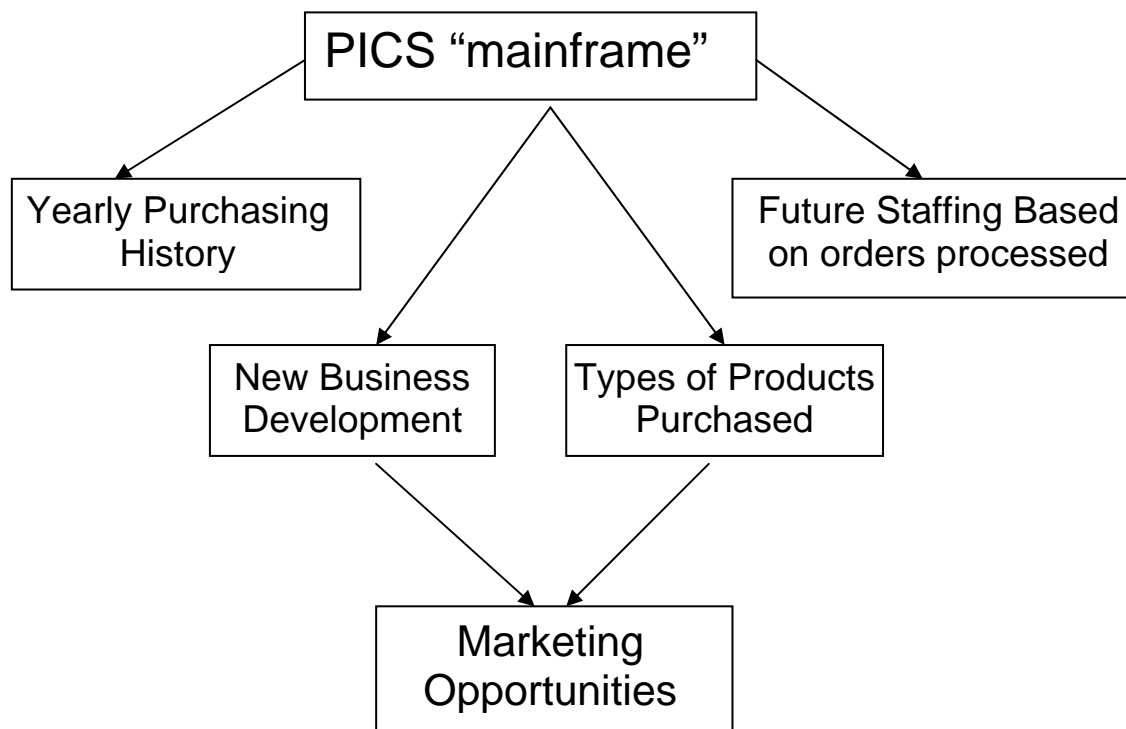 PICS “mainframe”
Yearly Purchasing
History
Future Staffing Based
on orders processed
New Business
Development
Types of Products
Purchased
Marketing
Opportunities